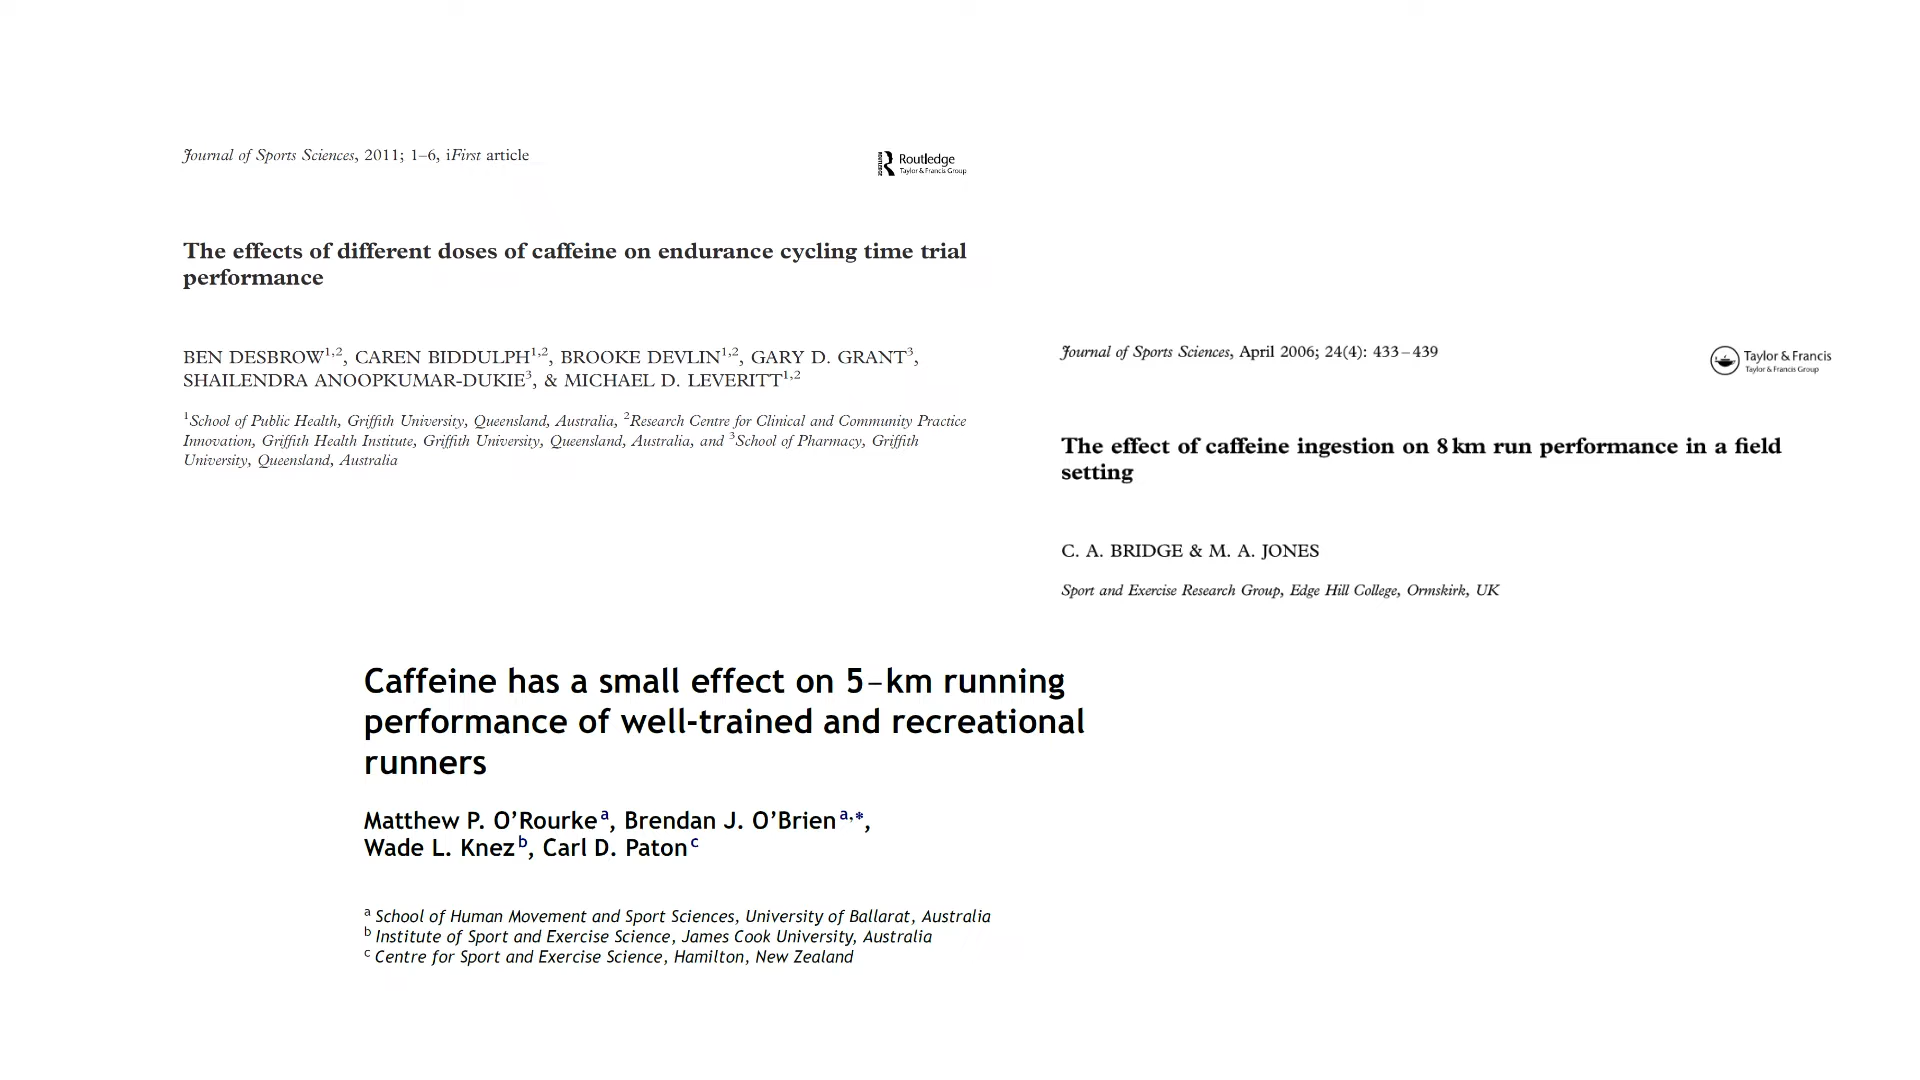 Journal of Sports Sciences, 2011; 1–6, iFirst article
Routledge
Taylor & Francis Group
The effects of different doses of caffeine on endurance cycling time trial
performance
BEN DESBROW1,2, CAREN BIDDULPH1,2, BROOKE DEVLIN1,2, GARY D. GRANT3,
SHAILENDRA ANOOPKUMAR-DUKIE3, & MICHAEL D. LEVERITT1,2
1School of Public Health, Griffith University, Queensland, Australia, 2Research Centre for Clinical and Community Practice
Innovation, Griffith Health Institute, Griffith University, Queensland, Australia, and 3School of Pharmacy, Griffith
University, Queensland, Australia
Journal of Sports Sciences, April 2006; 24(4): 433–439
Taylor & Francis
Taylor & Francis Group
The effect of caffeine ingestion on 8 km run performance in a field
setting
C. A. BRIDGE & M. A. JONES
Sport and Exercise Research Group, Edge Hill College, Ormskirk, UK
Caffeine has a small effect on 5-km running
performance of well-trained and recreational
runners
Matthew P. O'Rourke a, Brendan J. O'Brien a,*,
Wade L. Knez b, Carl D. Paton c
a School of Human Movement and Sport Sciences, University of Ballarat, Australia
b Institute of Sport and Exercise Science, James Cook University, Australia
c Centre for Sport and Exercise Science, Hamilton, New Zealand